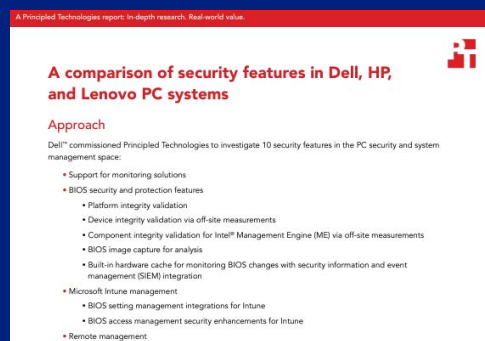 A Principled Technologies report: In-depth research. Real-world value.
A comparison of security features in Dell, HP,
and Lenovo PC systems
Approach
Dell™ commissioned Principled Technologies to investigate 10 security features in the PC security and system
management space:
• Support for monitoring solutions
• BIOS security and protection features
• Platform integrity validation
• Device integrity validation via off-site measurements
• Component integrity validation for Intel® Management Engine (ME) via off-site measurements
• BIOS image capture for analysis
• Built-in hardware cache for monitoring BIOS changes with security information and event
management (SIEM) integration
• Microsoft Intune management
• BIOS setting management integrations for Intune
• BIOS access management security enhancements for Intune
• Remote management